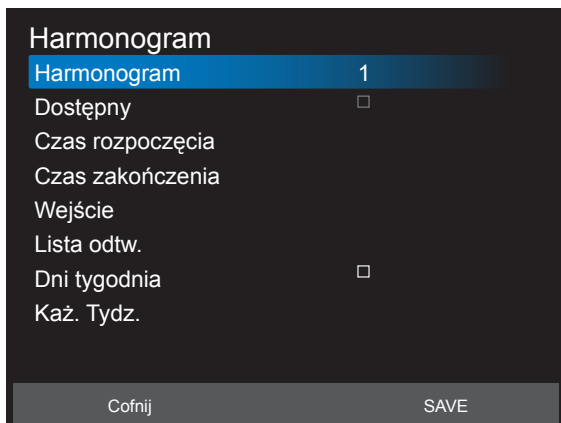 Harmonogram
Harmonogram 1
Dostępny
Czas rozpoczęcia
Czas zakończenia
Wejście
Lista odtw.
Dni tygodnia
Każ. Tydz.
Cofnij SAVE